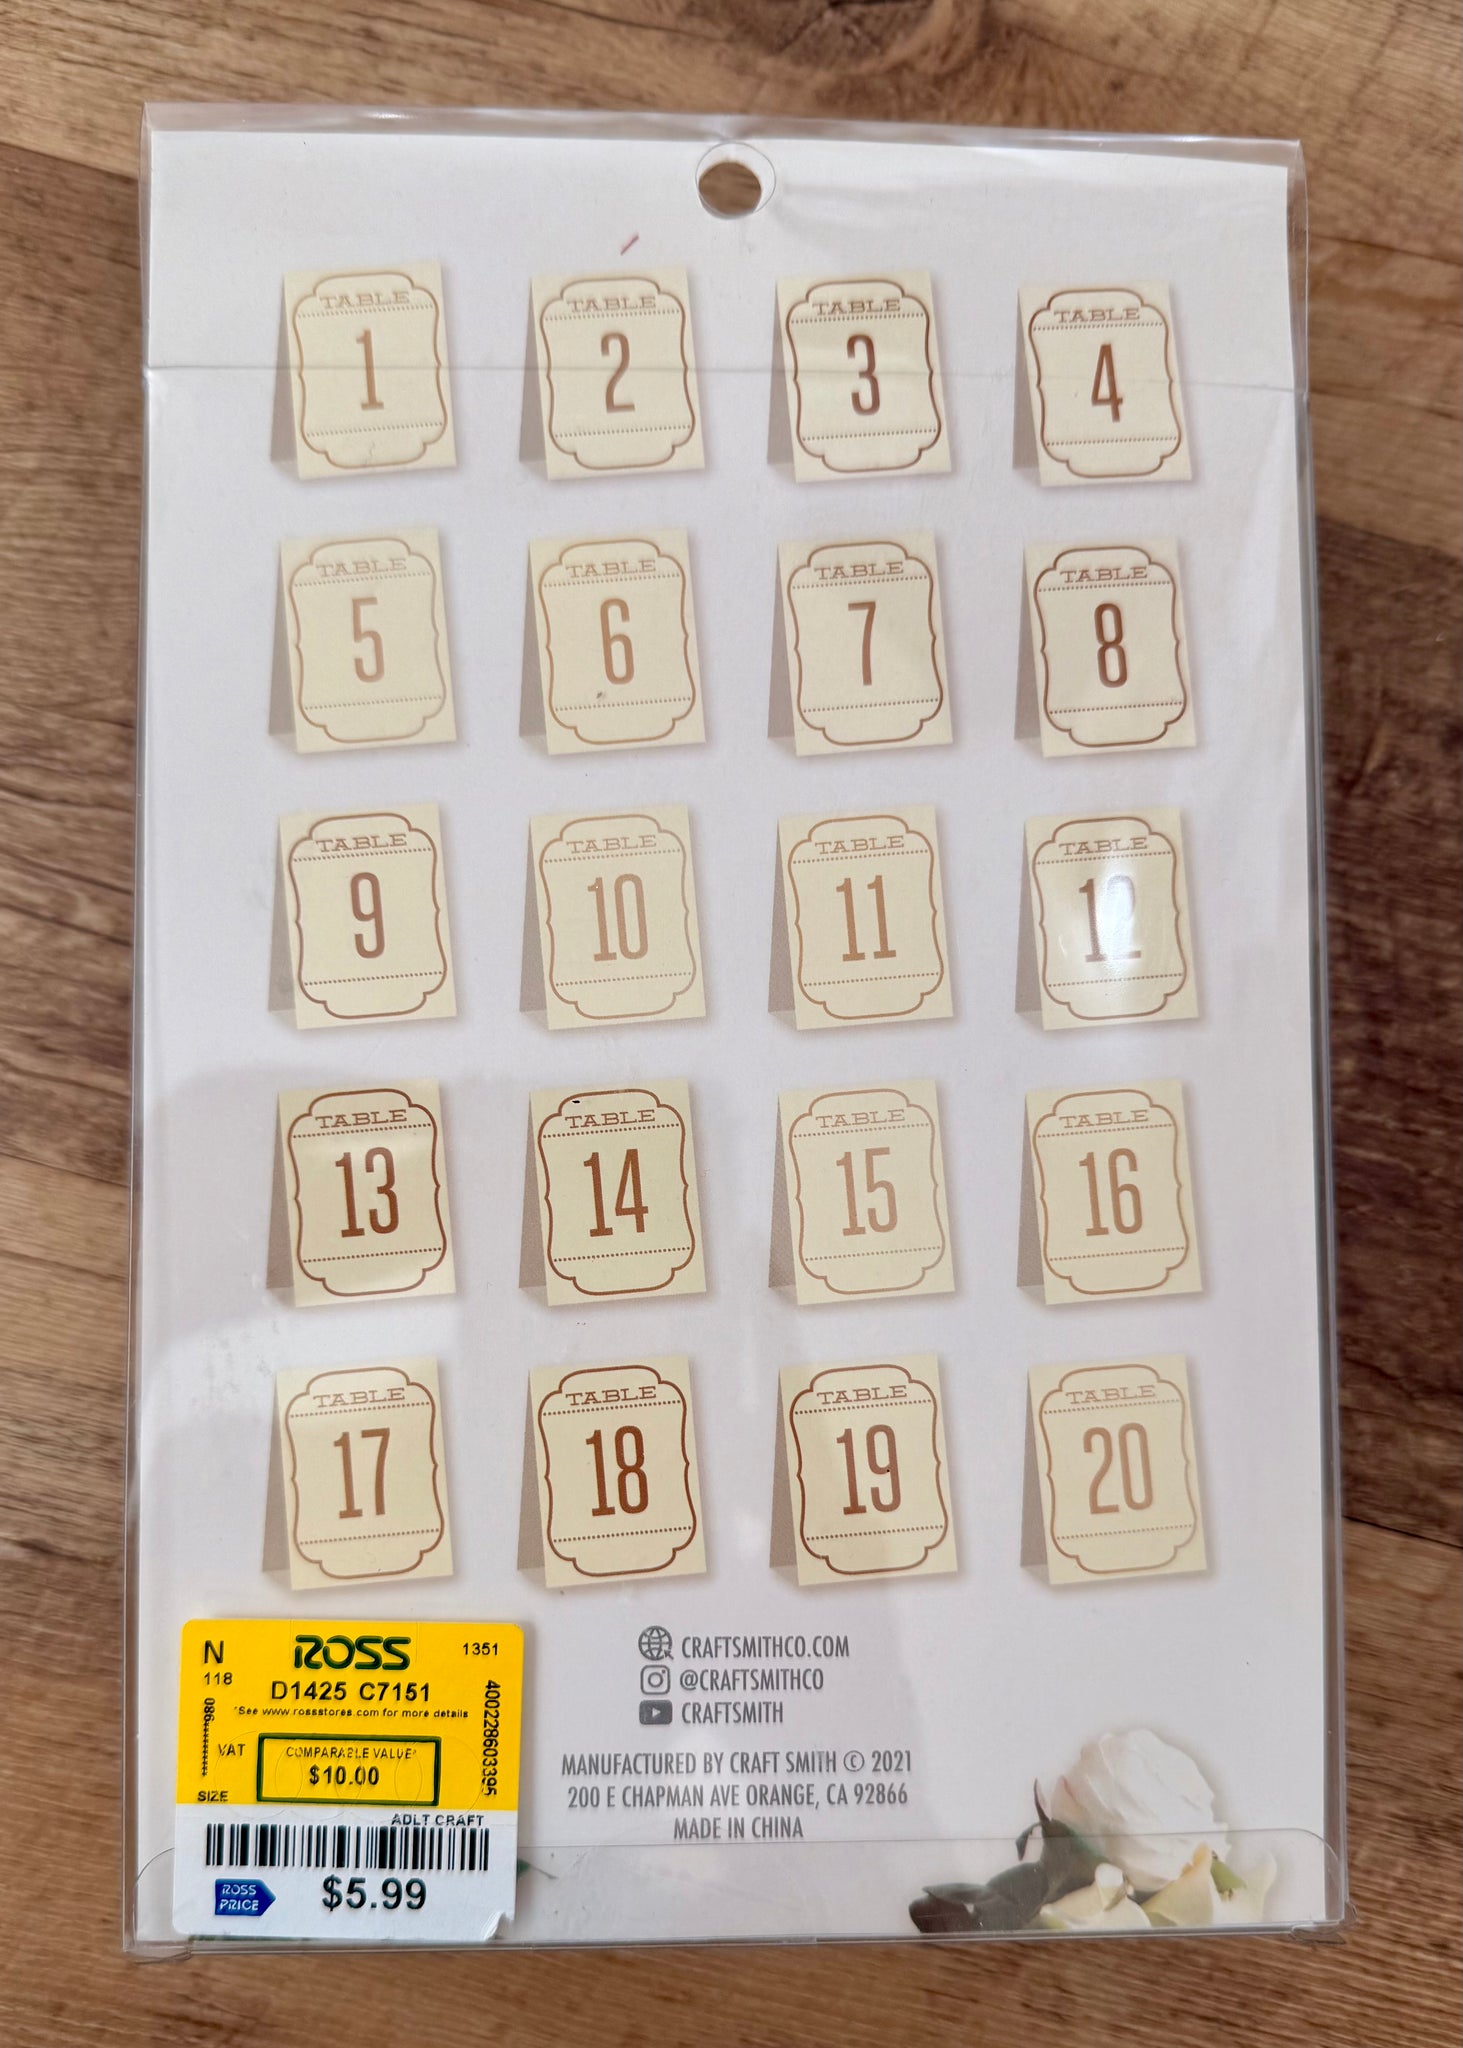 TABLE
1
TABLE
2
TABLE
3
TABLE
4
TABLE
5
TABLE
6
TABLE
7
TABLE
8
TABLE
9
TABLE
10
TABLE
11
TABLE
12
TABLE
13
TABLE
14
TABLE
15
TABLE
16
TABLE
17
TABLE
18
TABLE
19
TABLE
20
N
ROSS
1351
118
D1425 C7151
*See www.rossstores.com for more details
400228603395
VAT
COMPARABLE VALUE*
$10.00
SIZE
ADLT CRAFT
ROSS
PRICE
$5.99
CRAFTSMITHCO.COM
@CRAFTSMITHCO
CRAFTSMITH
MANUFACTURED BY CRAFT SMITH © 2021
200 E CHAPMAN AVE ORANGE, CA 92866
MADE IN CHINA